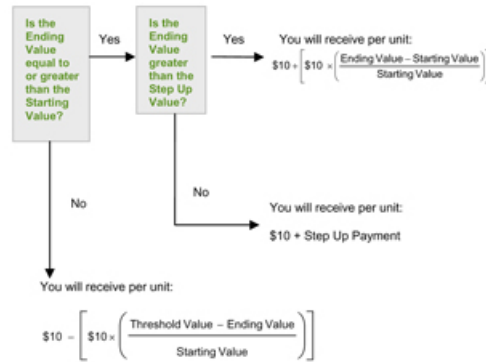 Is the
Ending
Value
equal to
or greater
than the
Starting
Value?
Yes
Is the
Ending
Value
greater
than the
Step Up
Value?
Yes
You will receive per unit:
$10 + [ $10 × ( Ending Value – Starting Value
Starting Value )
No
No
You will receive per unit:
$10 + Step Up Payment
You will receive per unit:
$10 – [ $10 × ( Threshold Value – Ending Value
Starting Value ) ]